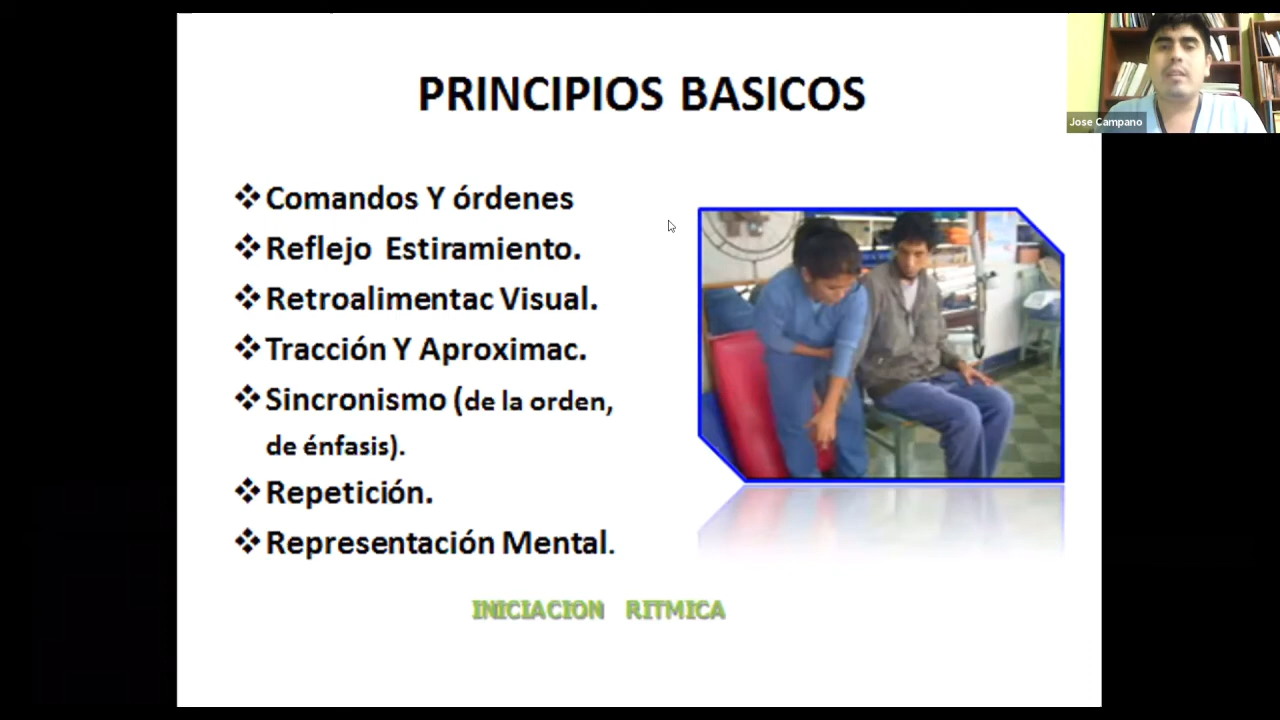 PRINCIPIOS BASICOS
Jose Campano
❖Comandos Y órdenes
❖Reflejo Estiramiento.
❖Retroalimentac Visual.
❖Tracción Y Aproximac.
❖Sincronismo (de la orden,
de énfasis).
❖Repetición.
❖Representación Mental.
INICIACION RITMICA